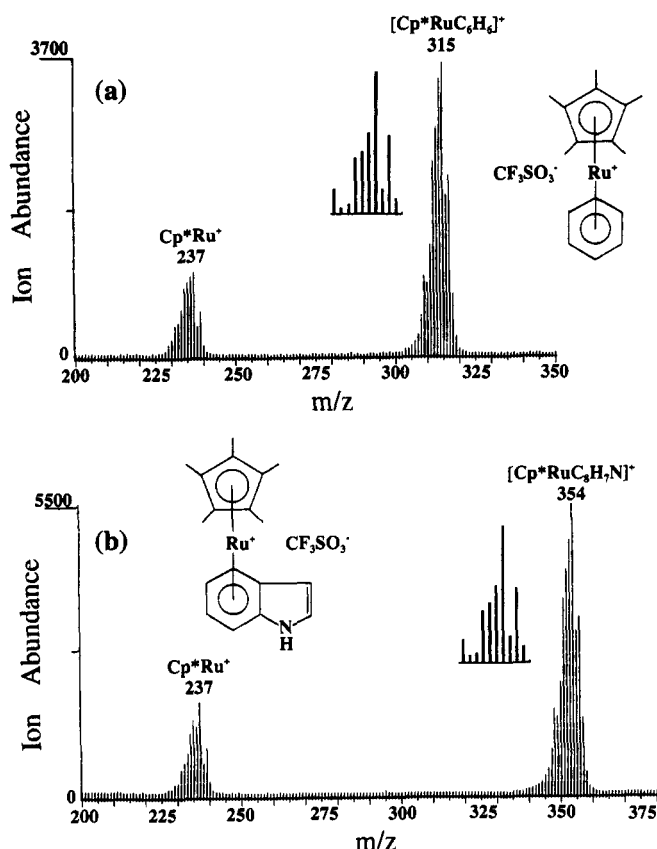 (a)
[Cp*RuC₆H₆]⁺
315
3700
0
Ion Abundance
Cp*Ru⁺
237
CF₃SO₃⁻
Ru⁺
200 225 250 275 300 325 350
m/z
(b)
[Cp*RuC₈H₇N]⁺
354
5500
0
Ion Abundance
Ru⁺ CF₃SO₃⁻
N
H
Cp*Ru⁺
237
200 225 250 275 300 325 350 375
m/z